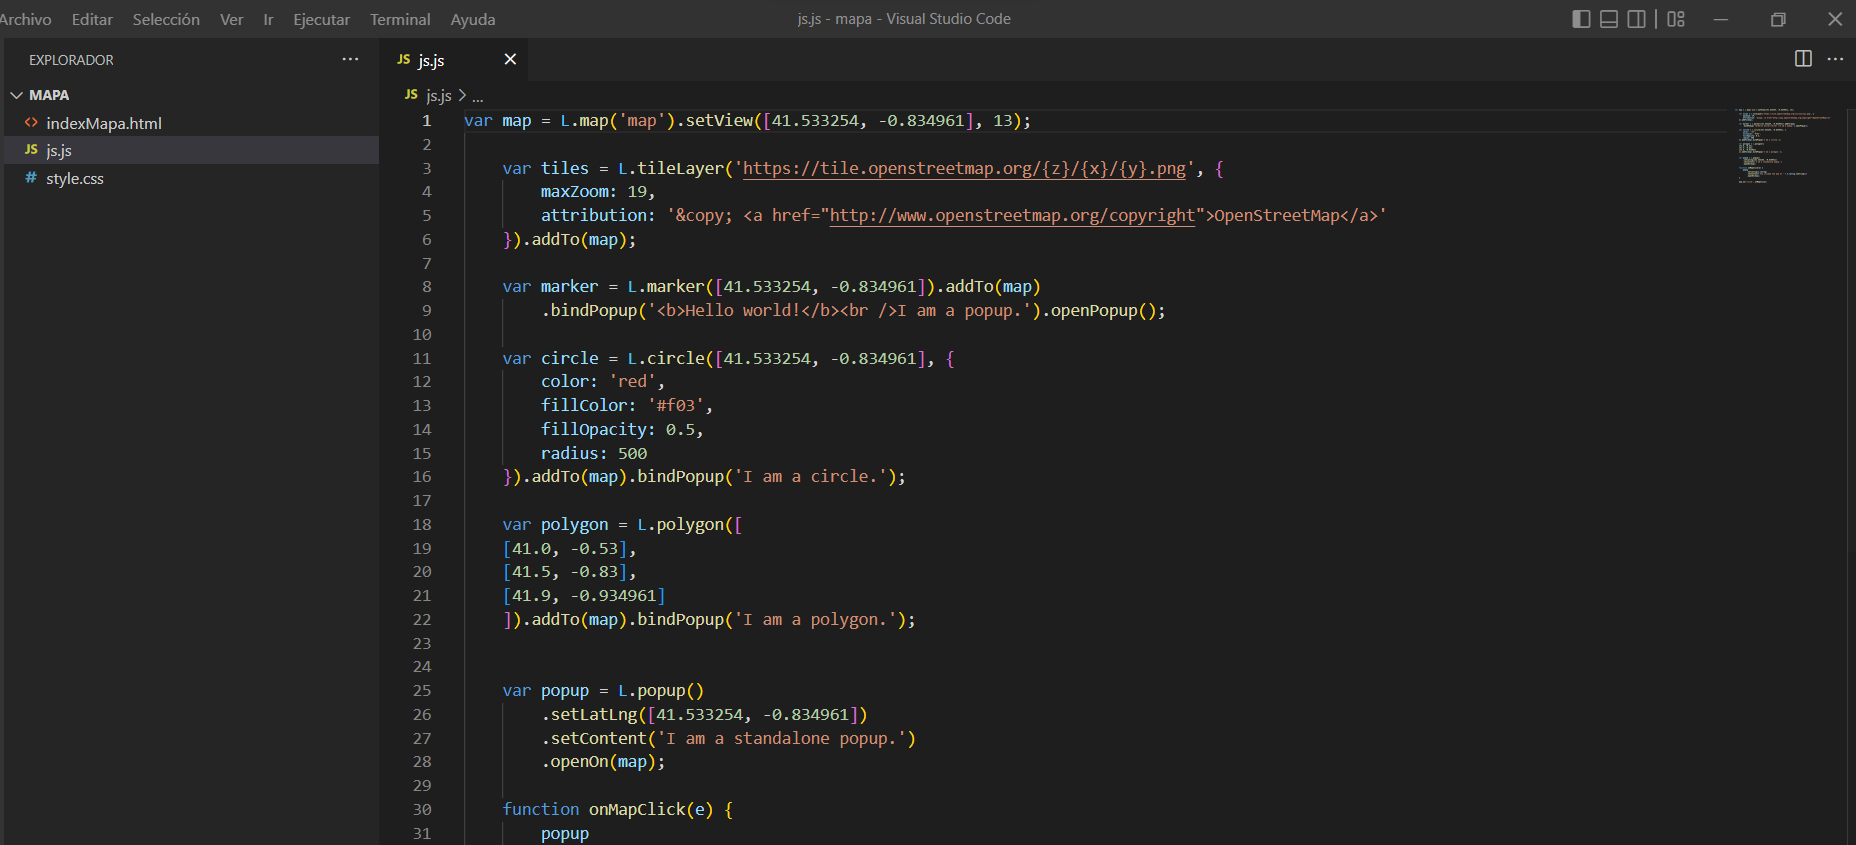 Archivo Editar Selección Ver Ir Ejecutar Terminal Ayuda js.js - mapa - Visual Studio Code
EXPLORADOR ···
MAPA
<> indexMapa.html
JS js.js
# style.css
JS js.js
JS js.js > ...
1 var map = L.map('map').setView([41.533254, -0.834961], 13);
2
3 var tiles = L.tileLayer('https://tile.openstreetmap.org/{z}/{x}/{y}.png', {
4 maxZoom: 19,
5 attribution: '&copy; <a href="http://www.openstreetmap.org/copyright">OpenStreetMap</a>'
6 }).addTo(map);
7
8 var marker = L.marker([41.533254, -0.834961]).addTo(map)
9 .bindPopup('<b>Hello world!</b><br />I am a popup.').openPopup();
10
11 var circle = L.circle([41.533254, -0.834961], {
12 color: 'red',
13 fillColor: '#f03',
14 fillOpacity: 0.5,
15 radius: 500
16 }).addTo(map).bindPopup('I am a circle.');
17
18 var polygon = L.polygon([
19 [41.0, -0.53],
20 [41.5, -0.83],
21 [41.9, -0.934961]
22 ]).addTo(map).bindPopup('I am a polygon.');
23
24
25 var popup = L.popup()
26 .setLatLng([41.533254, -0.834961])
27 .setContent('I am a standalone popup.')
28 .openOn(map);
29
30 function onMapClick(e) {
31 popup